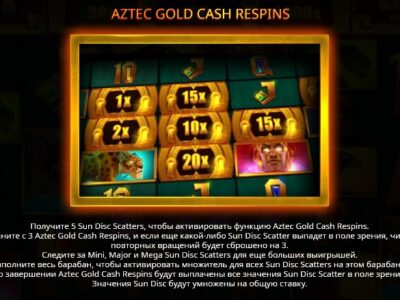 AZTEC GOLD CASH RESPINS
10 J
1x 15x
2x 10x 15x
20x
Получите 5 Sun Disc Scatters, чтобы активировать функцию Aztec Gold Cash Respins.
ните с 3 Aztec Gold Cash Respins, и если еще какой-либо Sun Disc Scatter выпадет в поле зрения, чи
повторных вращений будет сброшено на 3.
Следите за Mini, Major и Mega Sun Disc Scatters для еще больших выигрышей.
аполните весь барабан, чтобы активировать множитель для всех Sun Disc Scatters на этом бараба
о завершении Aztec Gold Cash Respins будут выплачены все значения Sun Disc Scatter в поле зрени
Значения Sun Disc будут умножены на общую ставку.